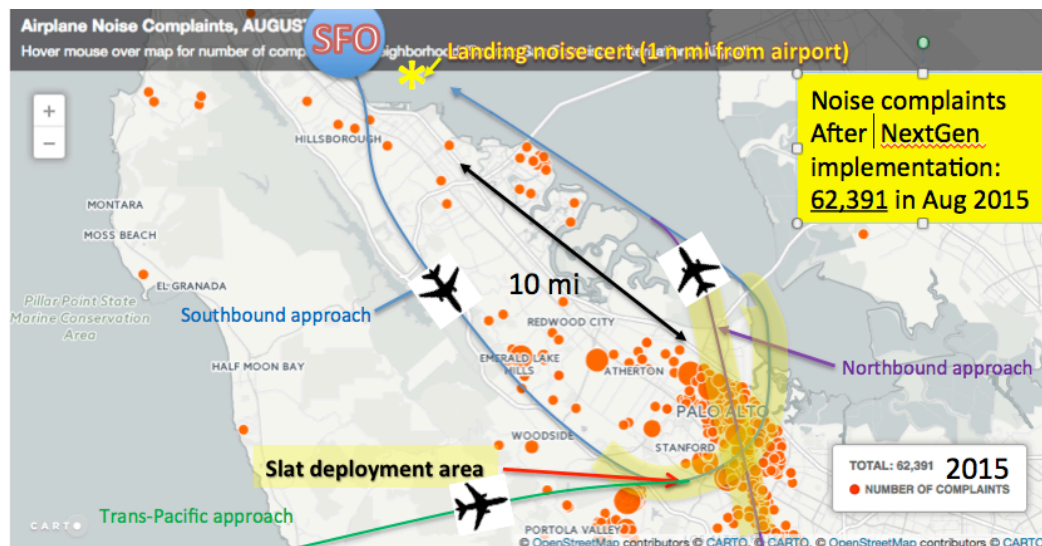 Airplane Noise Complaints, AUGUS
SFO
Hover mouse over map for number of comp
Landing noise cert (1 n mi from airport)
+
−
HILLSBOROUGH
Noise complaints
After NextGen
implementation:
62,391 in Aug 2015
MONTARA
MOSS BEACH
EL GRANADA
Pillar Point State
Marine Conservation
Area
Southbound approach
10 mi
REDWOOD CITY
EMERALD LAKE
HILLS
ATHERTON
HALF MOON BAY
Northbound approach
PALO ALTO
WOODSIDE
STANFORD
Slat deployment area
TOTAL: 62,391 2015
NUMBER OF COMPLAINTS
Trans-Pacific approach
CARTO
PORTOLA VALLEY
© OpenStreetMap contributors © CARTO, © CARTO, © OpenStreetMap contributors © CARTO